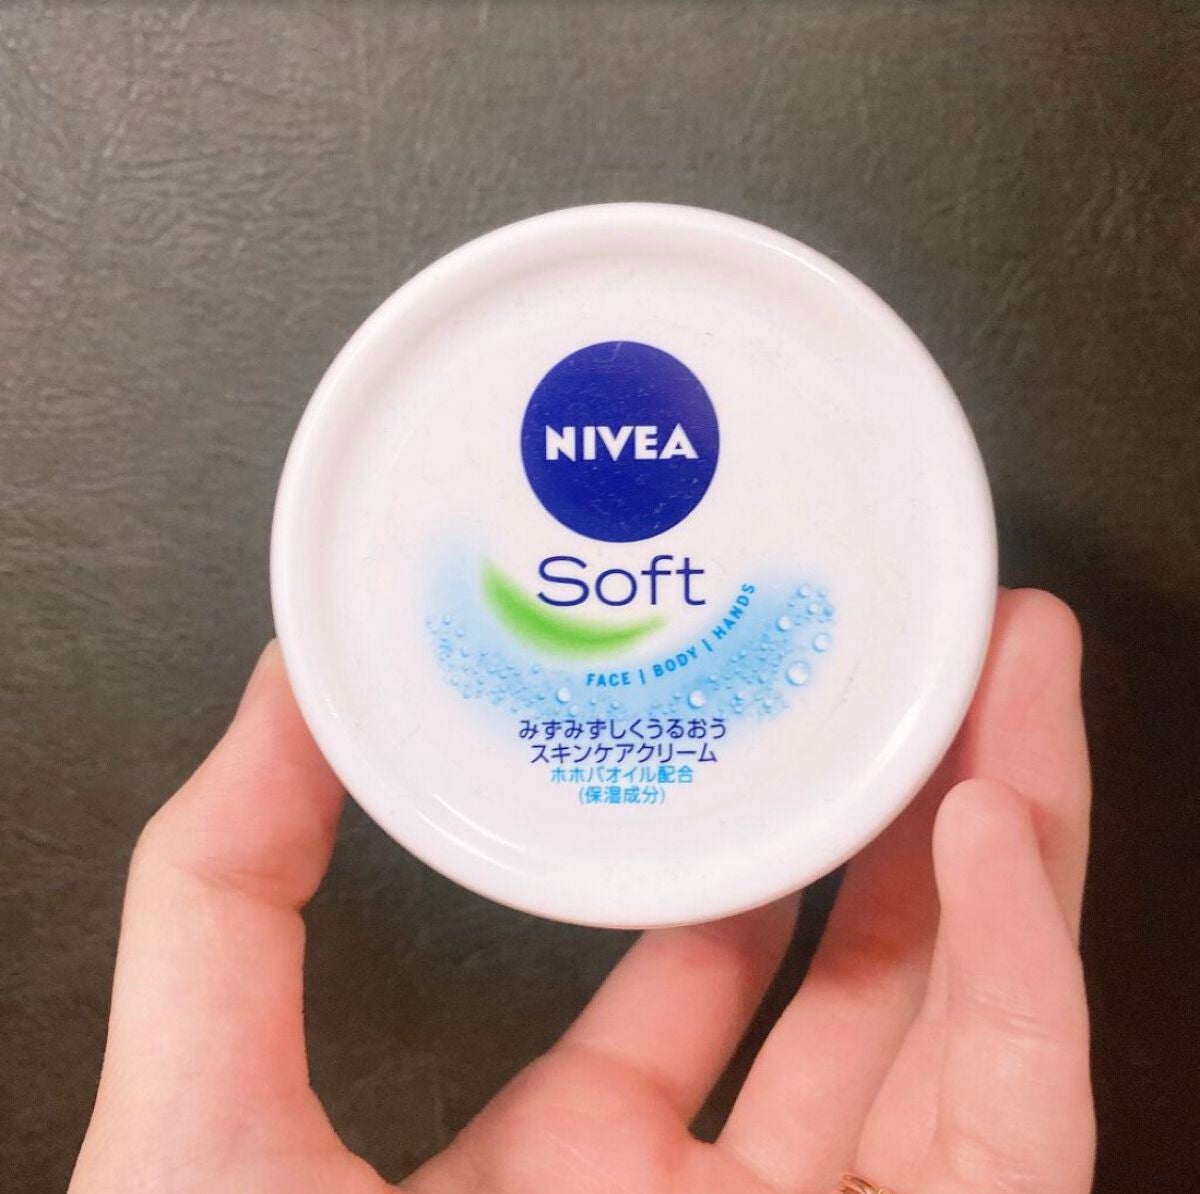 NIVEA
Soft
FACE | BODY | HANDS
みずみずしくうるおう
スキンケアクリーム
ホホバオイル配合
(保湿成分)